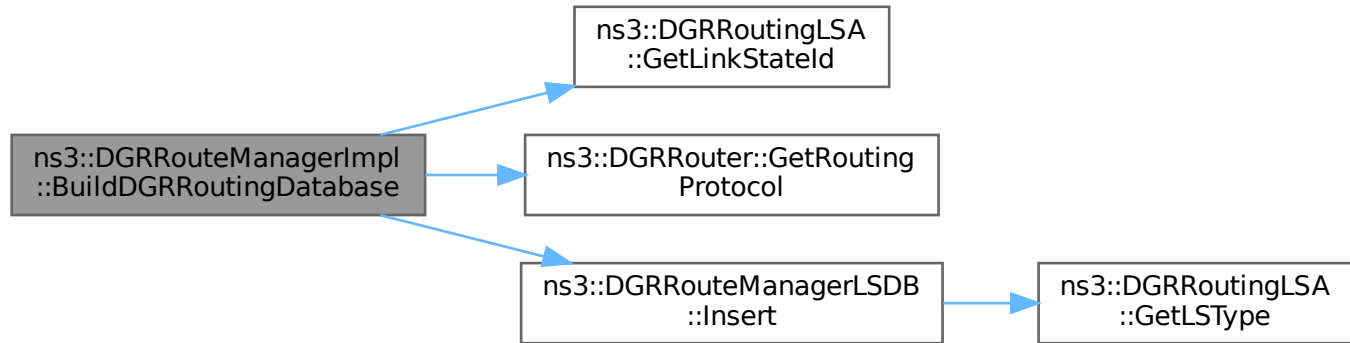 ns3::DGRRoutingLSA
::GetLinkStateId
ns3::DGRRouteManagerImpl
::BuildDGRRoutingDatabase
ns3::DGRRouter::GetRouting
Protocol
ns3::DGRRouteManagerLSDB
::Insert
ns3::DGRRoutingLSA
::GetLSType